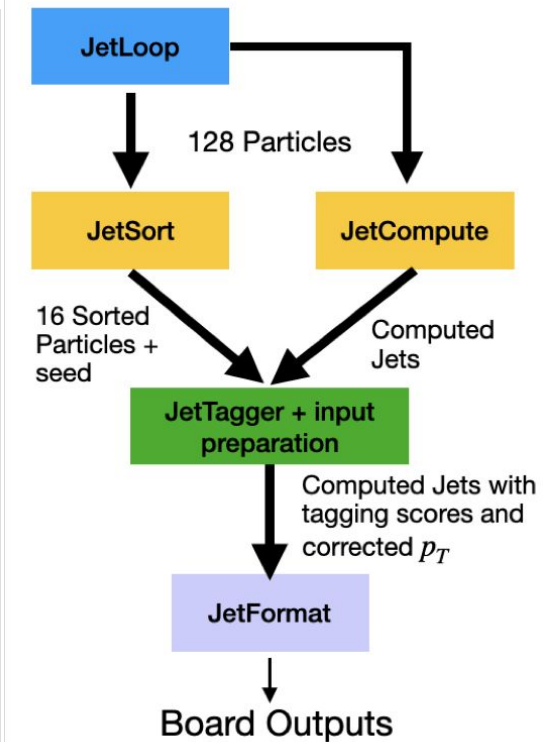 JetLoop
128 Particles
JetSort
JetCompute
16 Sorted
Particles +
seed
Computed
Jets
JetTagger + input
preparation
Computed Jets with
tagging scores and
corrected p_T
JetFormat
Board Outputs